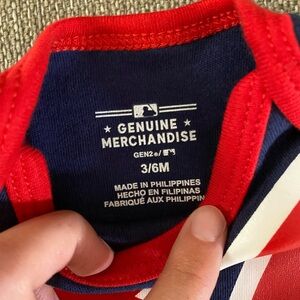 GENUINE
MERCHANDISE
GEN2
3/6M
MADE IN PHILIPPINES
HECHO EN FILIPINAS
FABRIQUÉ AUX PHILIPPIN